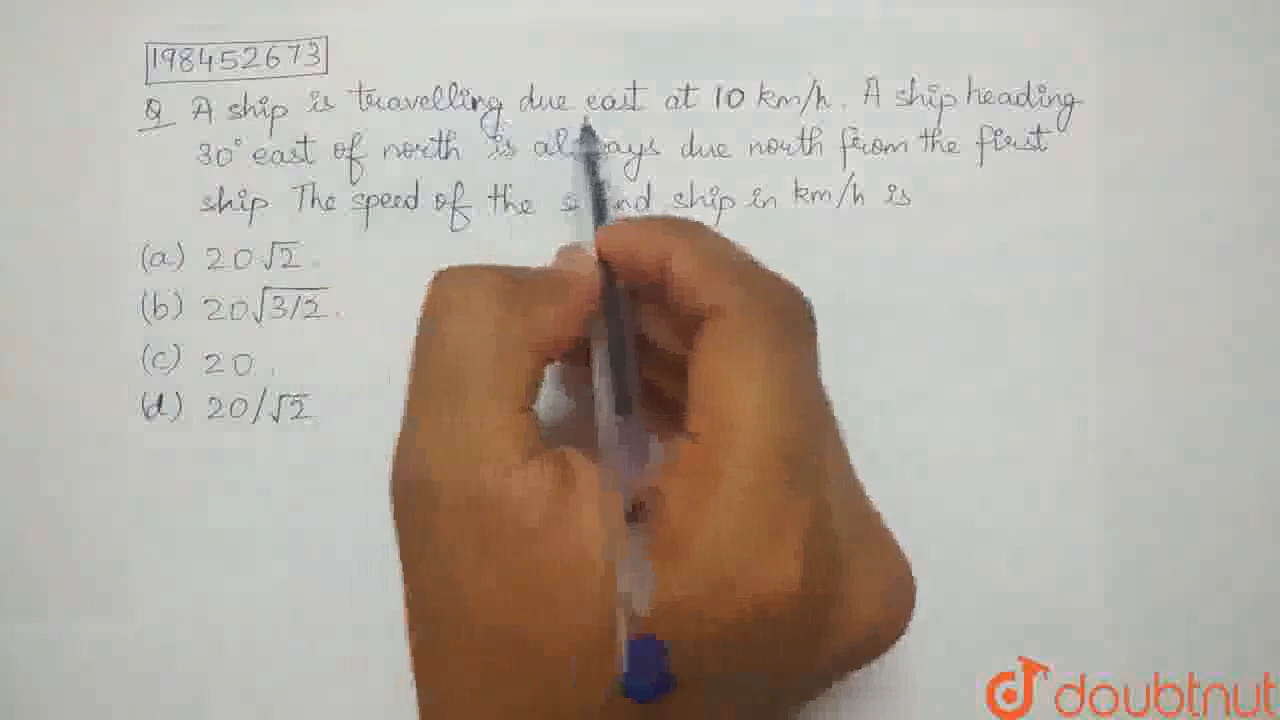 198452673
Q A ship is travelling due east at 10 km/h. A ship heading
30° east of north is always due north from the first
ship The speed of the second ship in km/h is
(a) 20√2.
(b) 20√3/2.
(c) 20.
(d) 20/√2
doubtnut